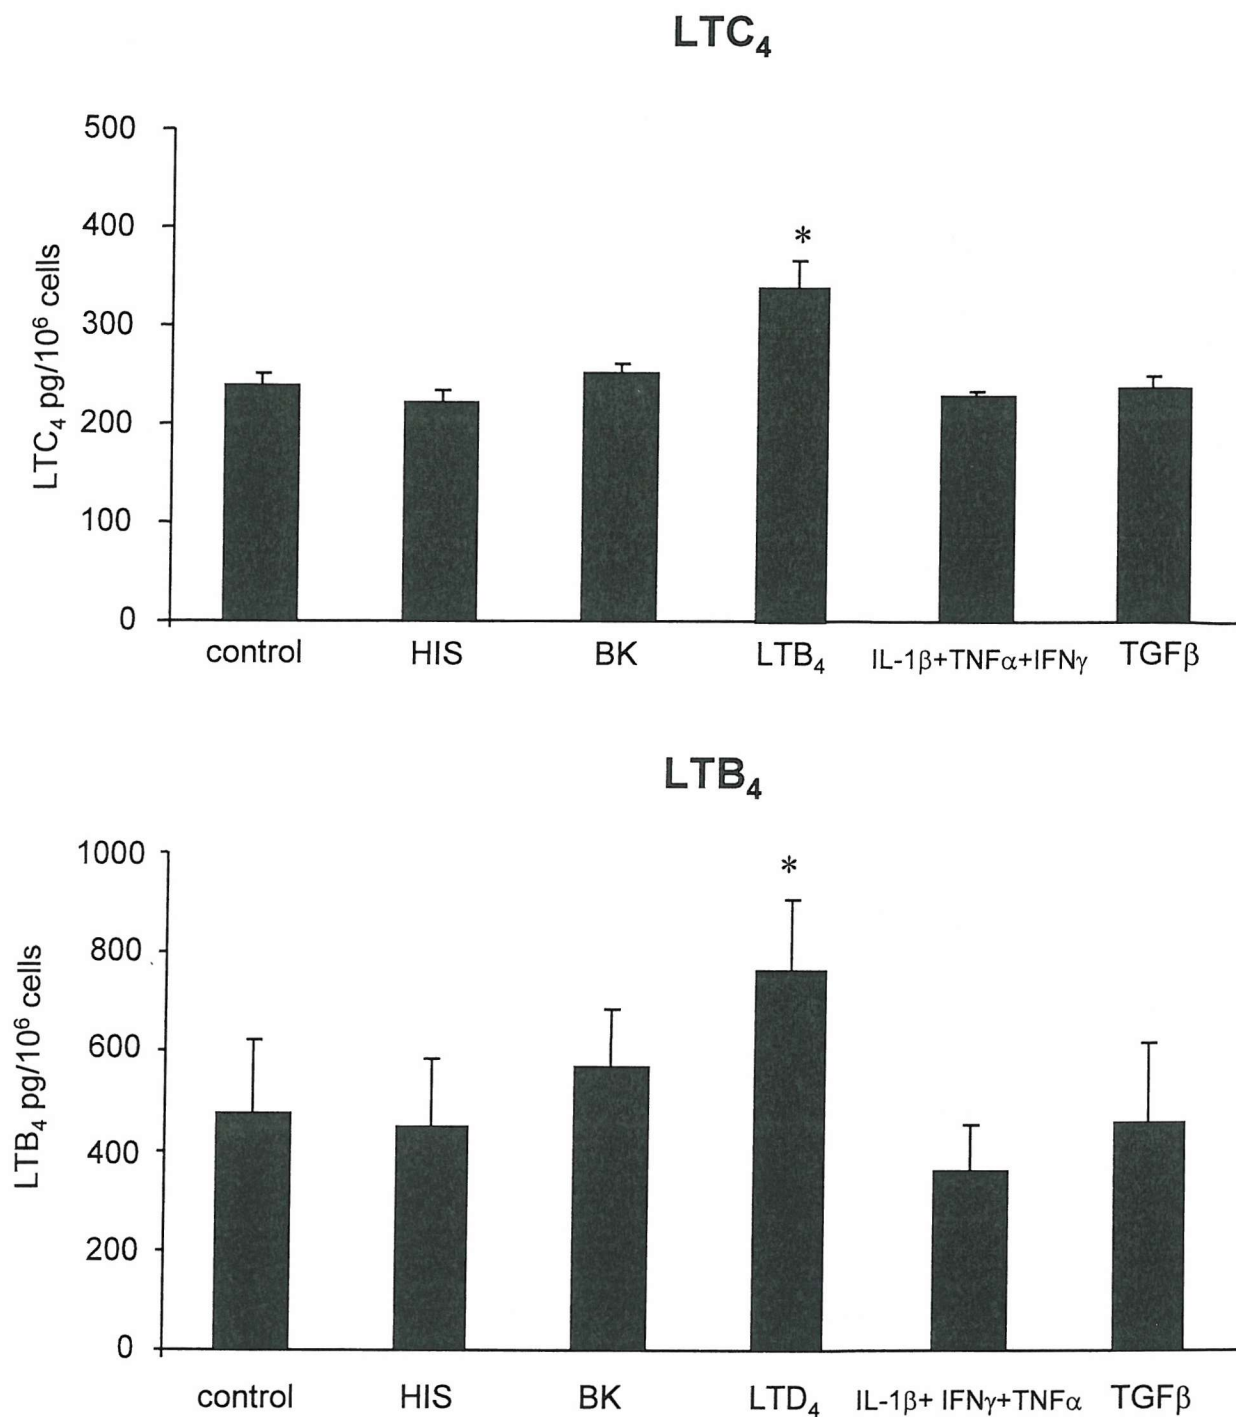 LTC₄
500
400
300
200
100
0
LTC₄ pg/10⁶ cells
*
control HIS BK LTB₄ IL-1β+TNFα+IFNγ TGFβ
LTB₄
1000
800
600
400
200
0
LTB₄ pg/10⁶ cells
*
control HIS BK LTD₄ IL-1β+ IFNγ+TNFα TGFβ